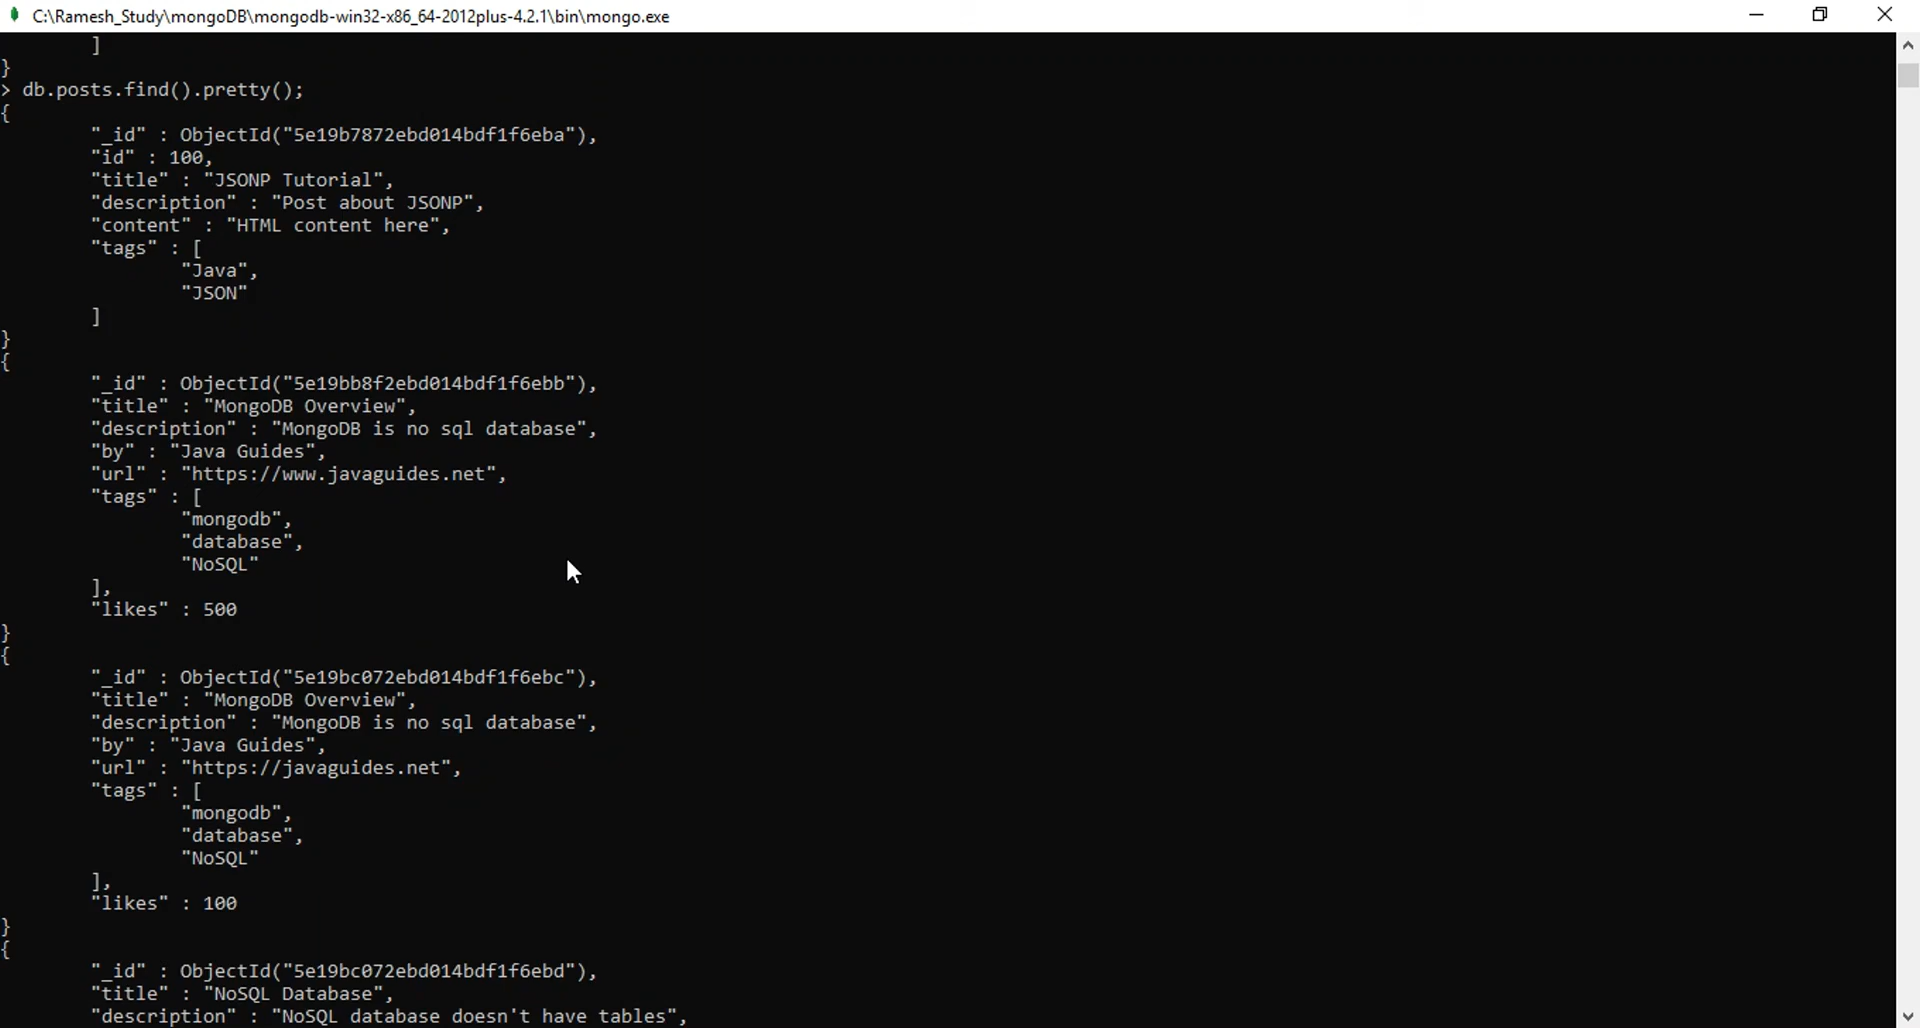 C:\Ramesh_Study\mongoDB\mongodb-win32-x86_64-2012plus-4.2.1\bin\mongo.exe
]
}
> db.posts.find().pretty();
{
"_id" : ObjectId("5e19b7872ebd014bdf1f6eba"),
"id" : 100,
"title" : "JSONP Tutorial",
"description" : "Post about JSONP",
"content" : "HTML content here",
"tags" : [
"Java",
"JSON"
]
}
{
"_id" : ObjectId("5e19bb8f2ebd014bdf1f6ebb"),
"title" : "MongoDB Overview",
"description" : "MongoDB is no sql database",
"by" : "Java Guides",
"url" : "https://www.javaguides.net",
"tags" : [
"mongodb",
"database",
"NoSQL"
],
"likes" : 500
}
{
"_id" : ObjectId("5e19bc072ebd014bdf1f6ebc"),
"title" : "MongoDB Overview",
"description" : "MongoDB is no sql database",
"by" : "Java Guides",
"url" : "https://javaguides.net",
"tags" : [
"mongodb",
"database",
"NoSQL"
],
"likes" : 100
}
{
"_id" : ObjectId("5e19bc072ebd014bdf1f6ebd"),
"title" : "NoSQL Database",
"description" : "NoSQL database doesn't have tables",